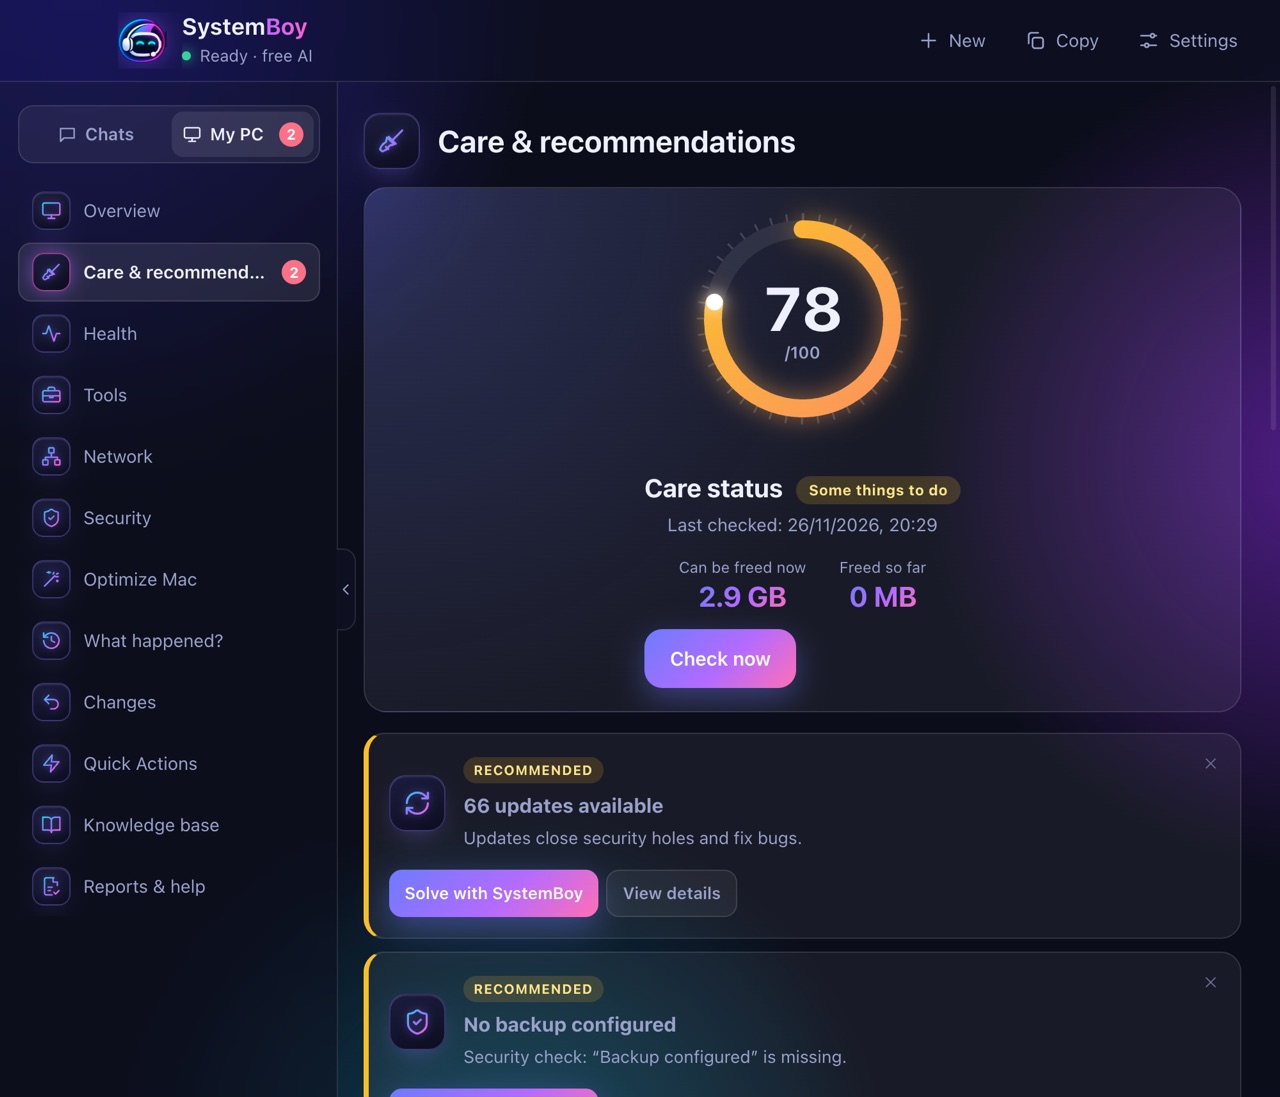 SystemBoy
Ready · free AI
New
Copy
Settings
Chats
My PC
2
Overview
Care & recommend...
2
Health
Tools
Network
Security
Optimize Mac
What happened?
Changes
Quick Actions
Knowledge base
Reports & help
Care & recommendations
78
/100
Care status
Some things to do
Last checked: 26/11/2026, 20:29
Can be freed now
2.9 GB
Freed so far
0 MB
Check now
RECOMMENDED
66 updates available
Updates close security holes and fix bugs.
Solve with SystemBoy
View details
RECOMMENDED
No backup configured
Security check: “Backup configured” is missing.